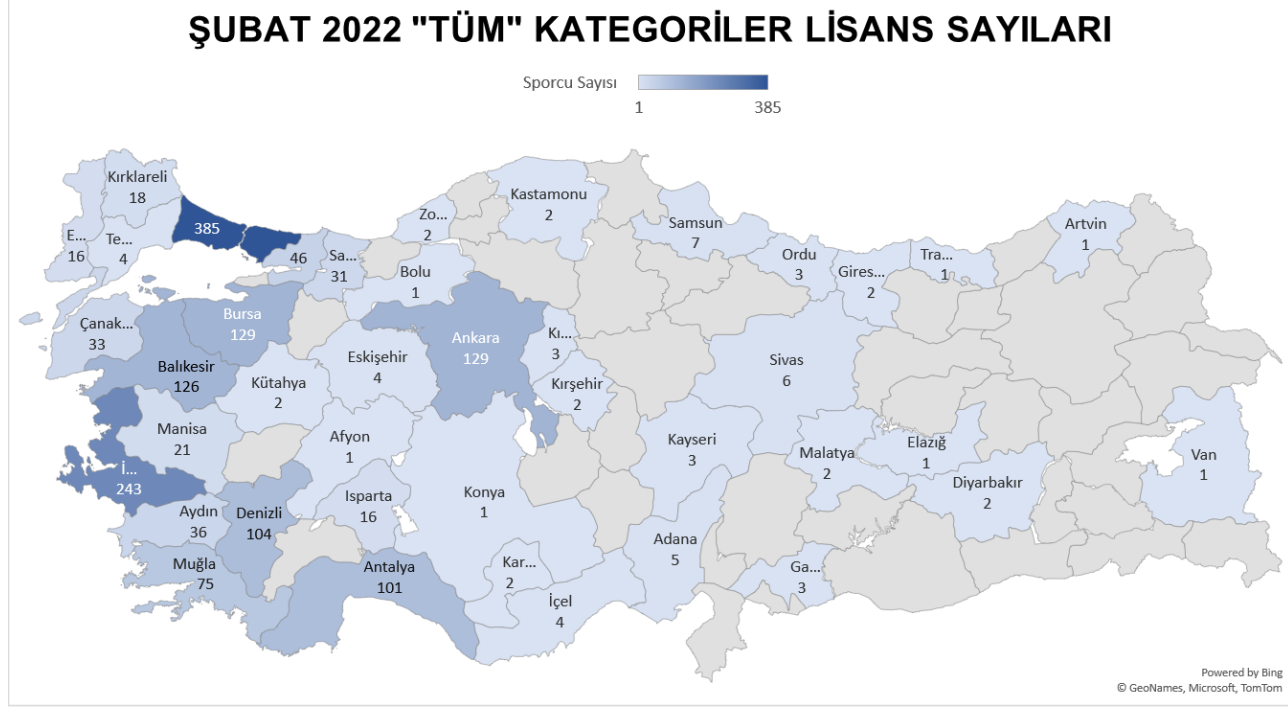 ŞUBAT 2022 "TÜM" KATEGORİLER LİSANS SAYILARI
Sporcu Sayısı
1 385
Kırklareli
18
E...
16
Te...
4
385
46
Sa...
31
Zo...
2
Kastamonu
2
Samsun
7
Ordu
3
Gires...
2
Tra...
1
Artvin
1
Bolu
1
Çanak...
33
Bursa
129
Balıkesir
126
Kütahya
2
Eskişehir
4
Ankara
129
Kı...
3
Kırşehir
2
Sivas
6
Manisa
21
İ...
243
Afyon
1
Kayseri
3
Malatya
2
Elazığ
1
Diyarbakır
2
Van
1
Aydın
36
Denizli
104
Isparta
16
Konya
1
Muğla
75
Antalya
101
Kar...
2
İçel
4
Adana
5
Ga...
3
Powered by Bing
© GeoNames, Microsoft, TomTom